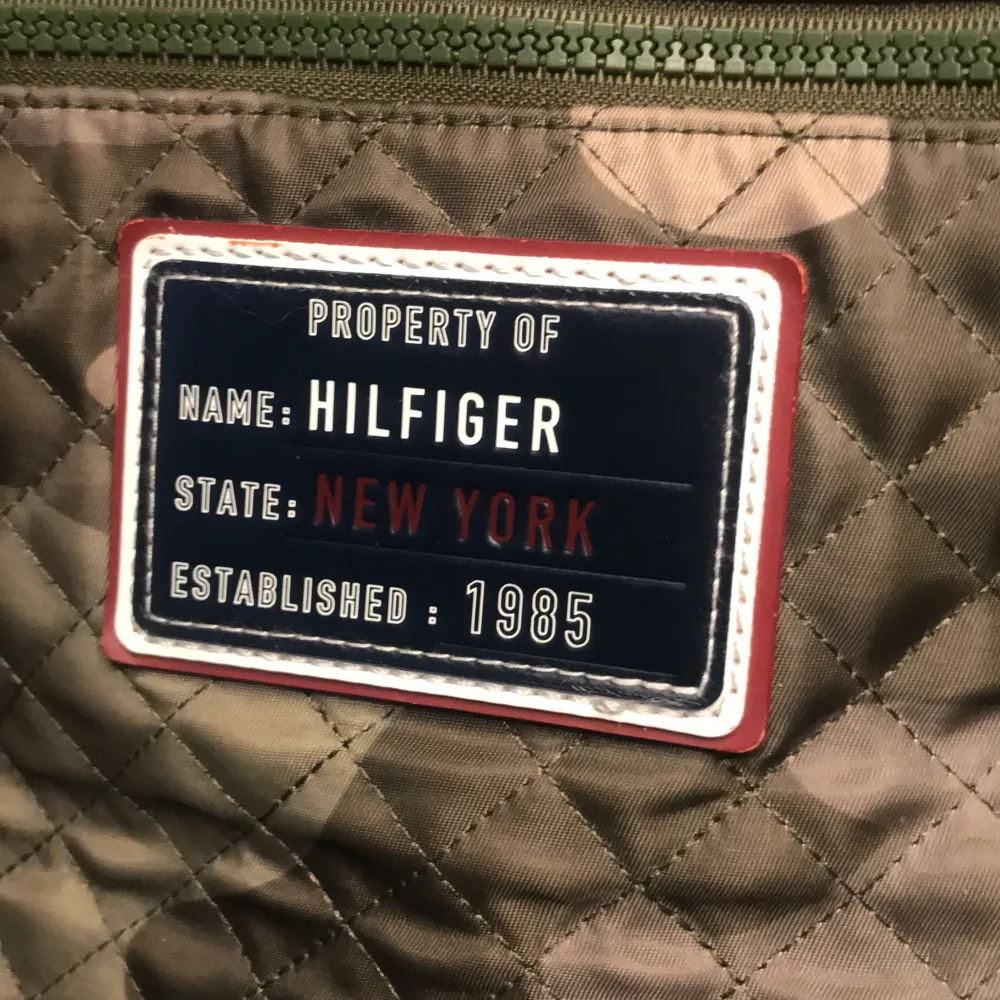 PROPERTY OF
NAME: HILFIGER
STATE: NEW YORK
ESTABLISHED : 1985